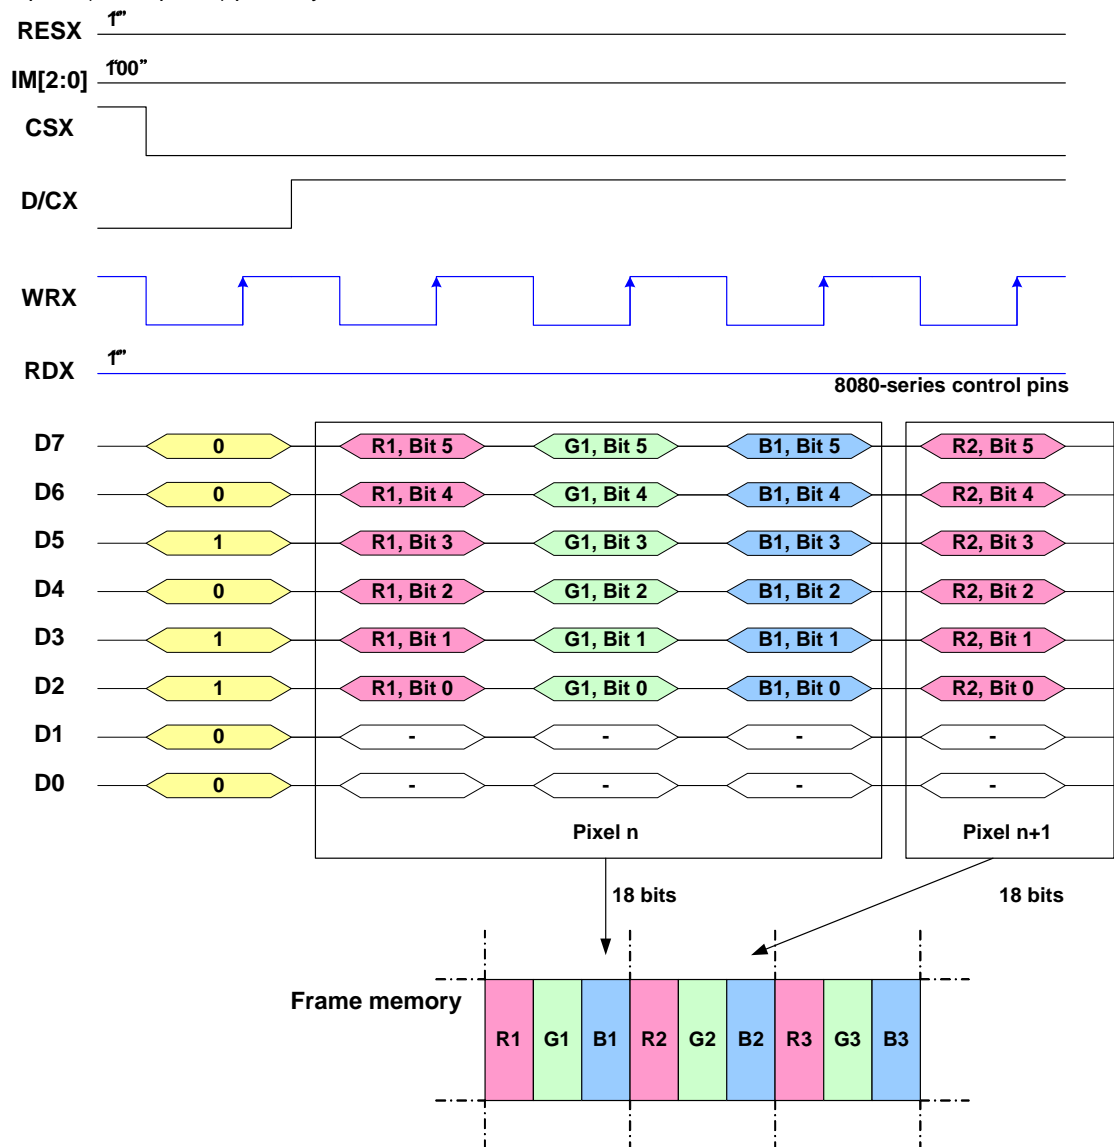 RESX 1"
IM[2:0] 100"
CSX
D/CX
WRX
RDX 1"
8080-series control pins
D7 0 R1, Bit 5 G1, Bit 5 B1, Bit 5 R2, Bit 5
D6 0 R1, Bit 4 G1, Bit 4 B1, Bit 4 R2, Bit 4
D5 1 R1, Bit 3 G1, Bit 3 B1, Bit 3 R2, Bit 3
D4 0 R1, Bit 2 G1, Bit 2 B1, Bit 2 R2, Bit 2
D3 1 R1, Bit 1 G1, Bit 1 B1, Bit 1 R2, Bit 1
D2 1 R1, Bit 0 G1, Bit 0 B1, Bit 0 R2, Bit 0
D1 0 - - - -
D0 0 - - - -
Pixel n Pixel n+1
18 bits 18 bits
Frame memory
R1 G1 B1 R2 G2 B2 R3 G3 B3